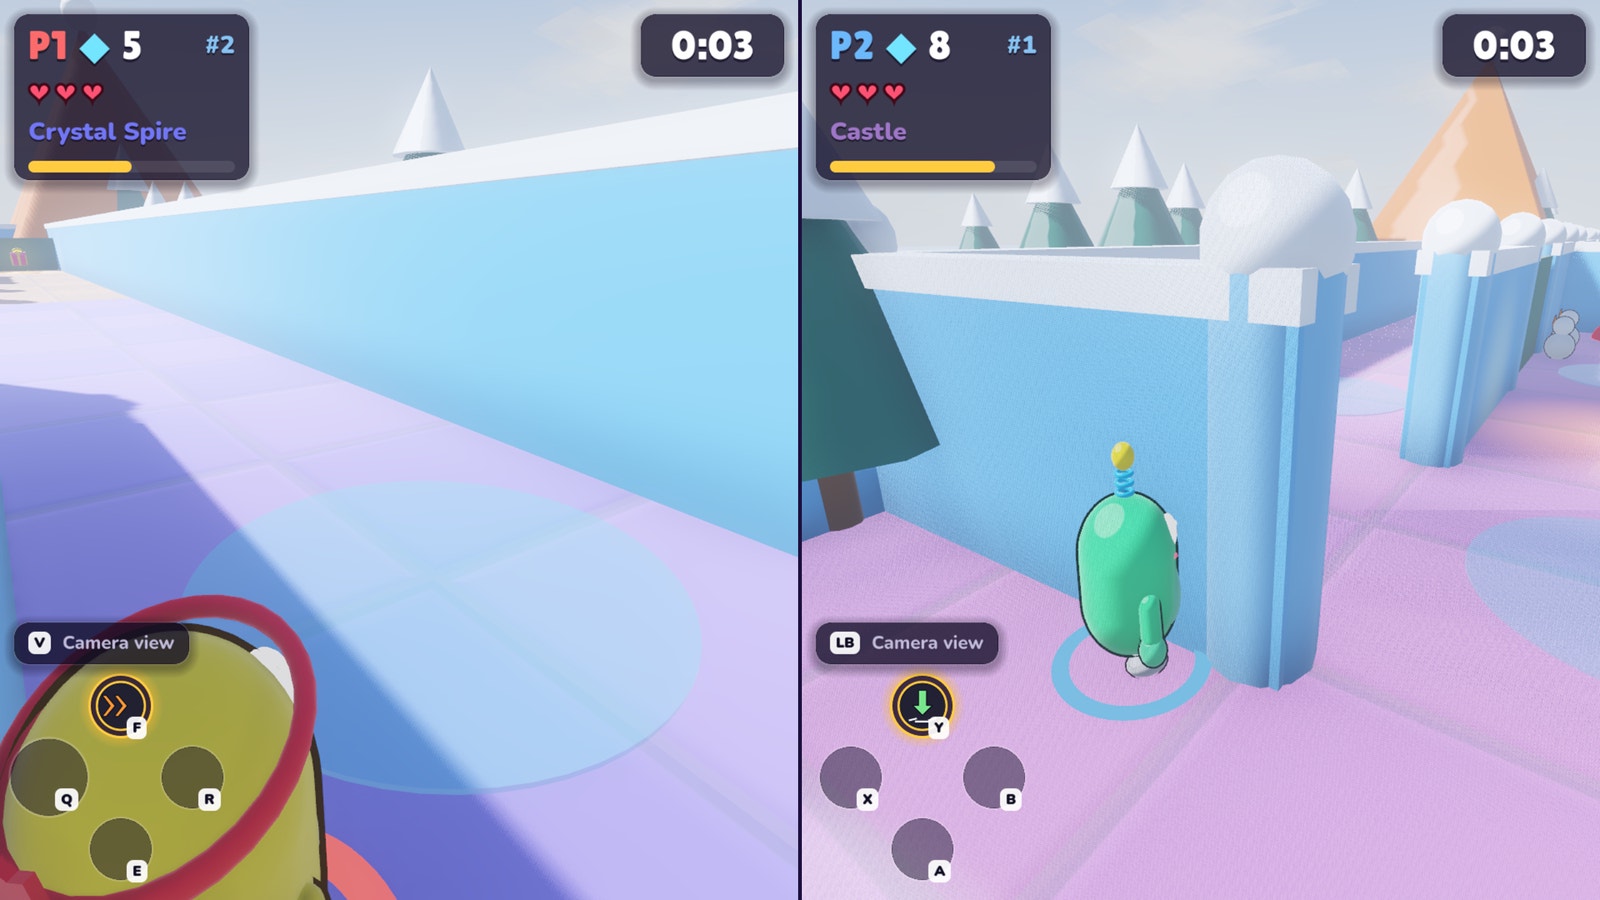 P1 5 #2
0:03
Crystal Spire
V Camera view
F
Q
R
E
P2 8 #1
0:03
Castle
LB Camera view
Y
X
B
A